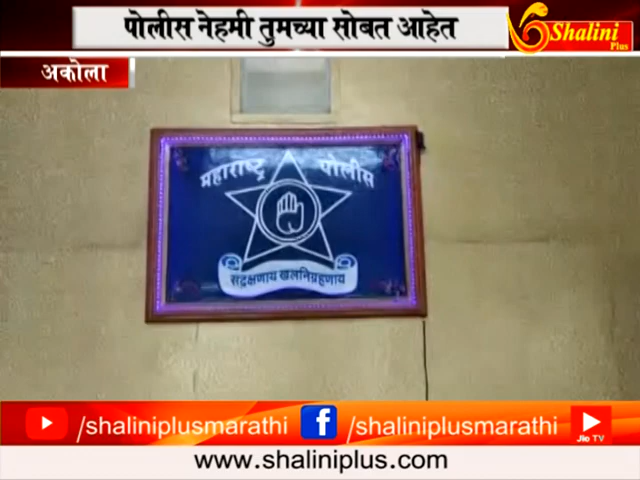 पोलीस नेहमी तुमच्या सोबत आहेत
Shalini
Plus
अकोला
महाराष्ट्र पोलीस
सद्रक्षणाय खलनिग्रहणाय
/shaliniplusmarathi
/shaliniplusmarathi
Jio TV
www.shaliniplus.com